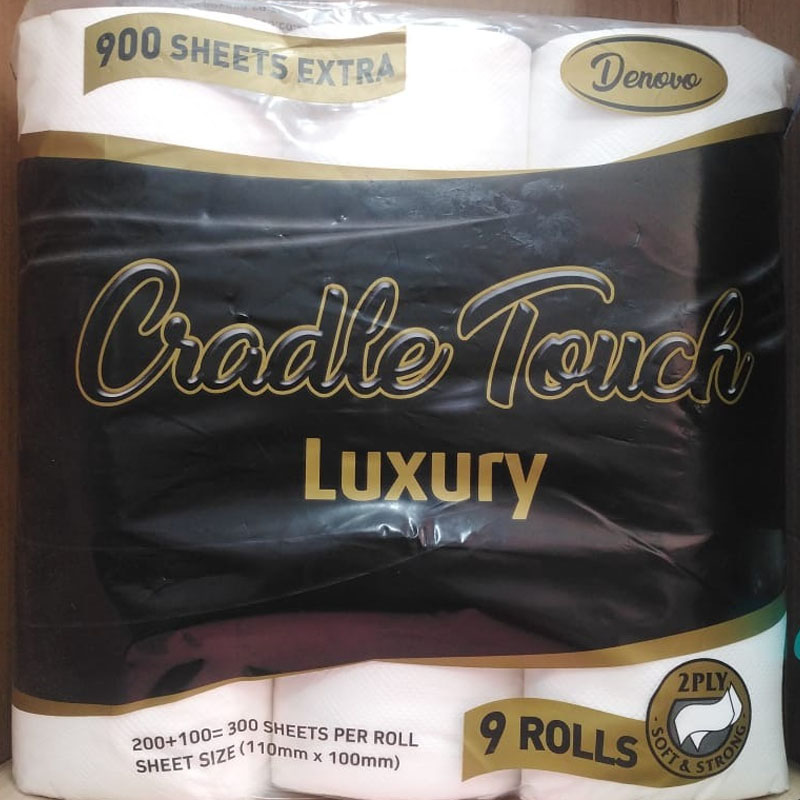 900 SHEETS EXTRA
Denovo
Cradle Touch
Luxury
200+100= 300 SHEETS PER ROLL
SHEET SIZE (110mm x 100mm)
9 ROLLS
2PLY
SOFT & STRONG